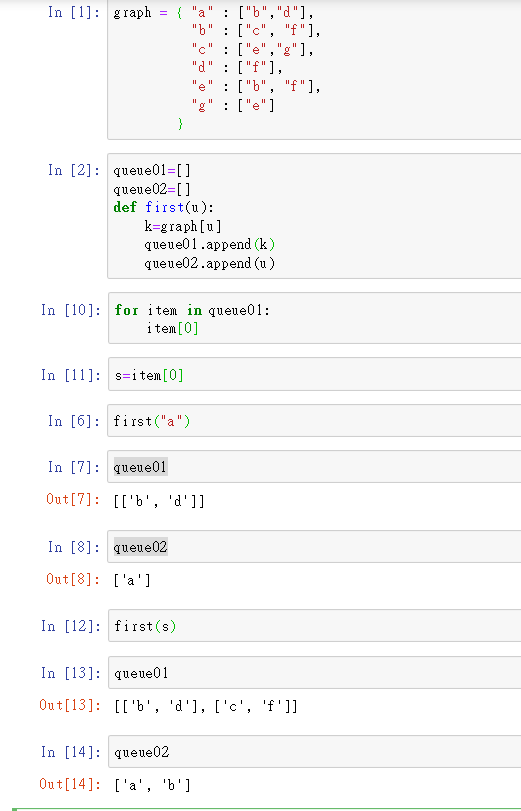 In [1]: graph = { "a" : ["b","d"],
"b" : ["c", "f"],
"c" : ["e","g"],
"d" : ["f"],
"e" : ["b", "f"],
"g" : ["e"]
}
In [2]: queue01=[]
queue02=[]
def first(u):
k=graph[u]
queue01.append(k)
queue02.append(u)
In [10]: for item in queue01:
item[0]
In [11]: s=item[0]
In [6]: first("a")
In [7]: queue01
Out[7]: [['b', 'd']]
In [8]: queue02
Out[8]: ['a']
In [12]: first(s)
In [13]: queue01
Out[13]: [['b', 'd'], ['c', 'f']]
In [14]: queue02
Out[14]: ['a', 'b']